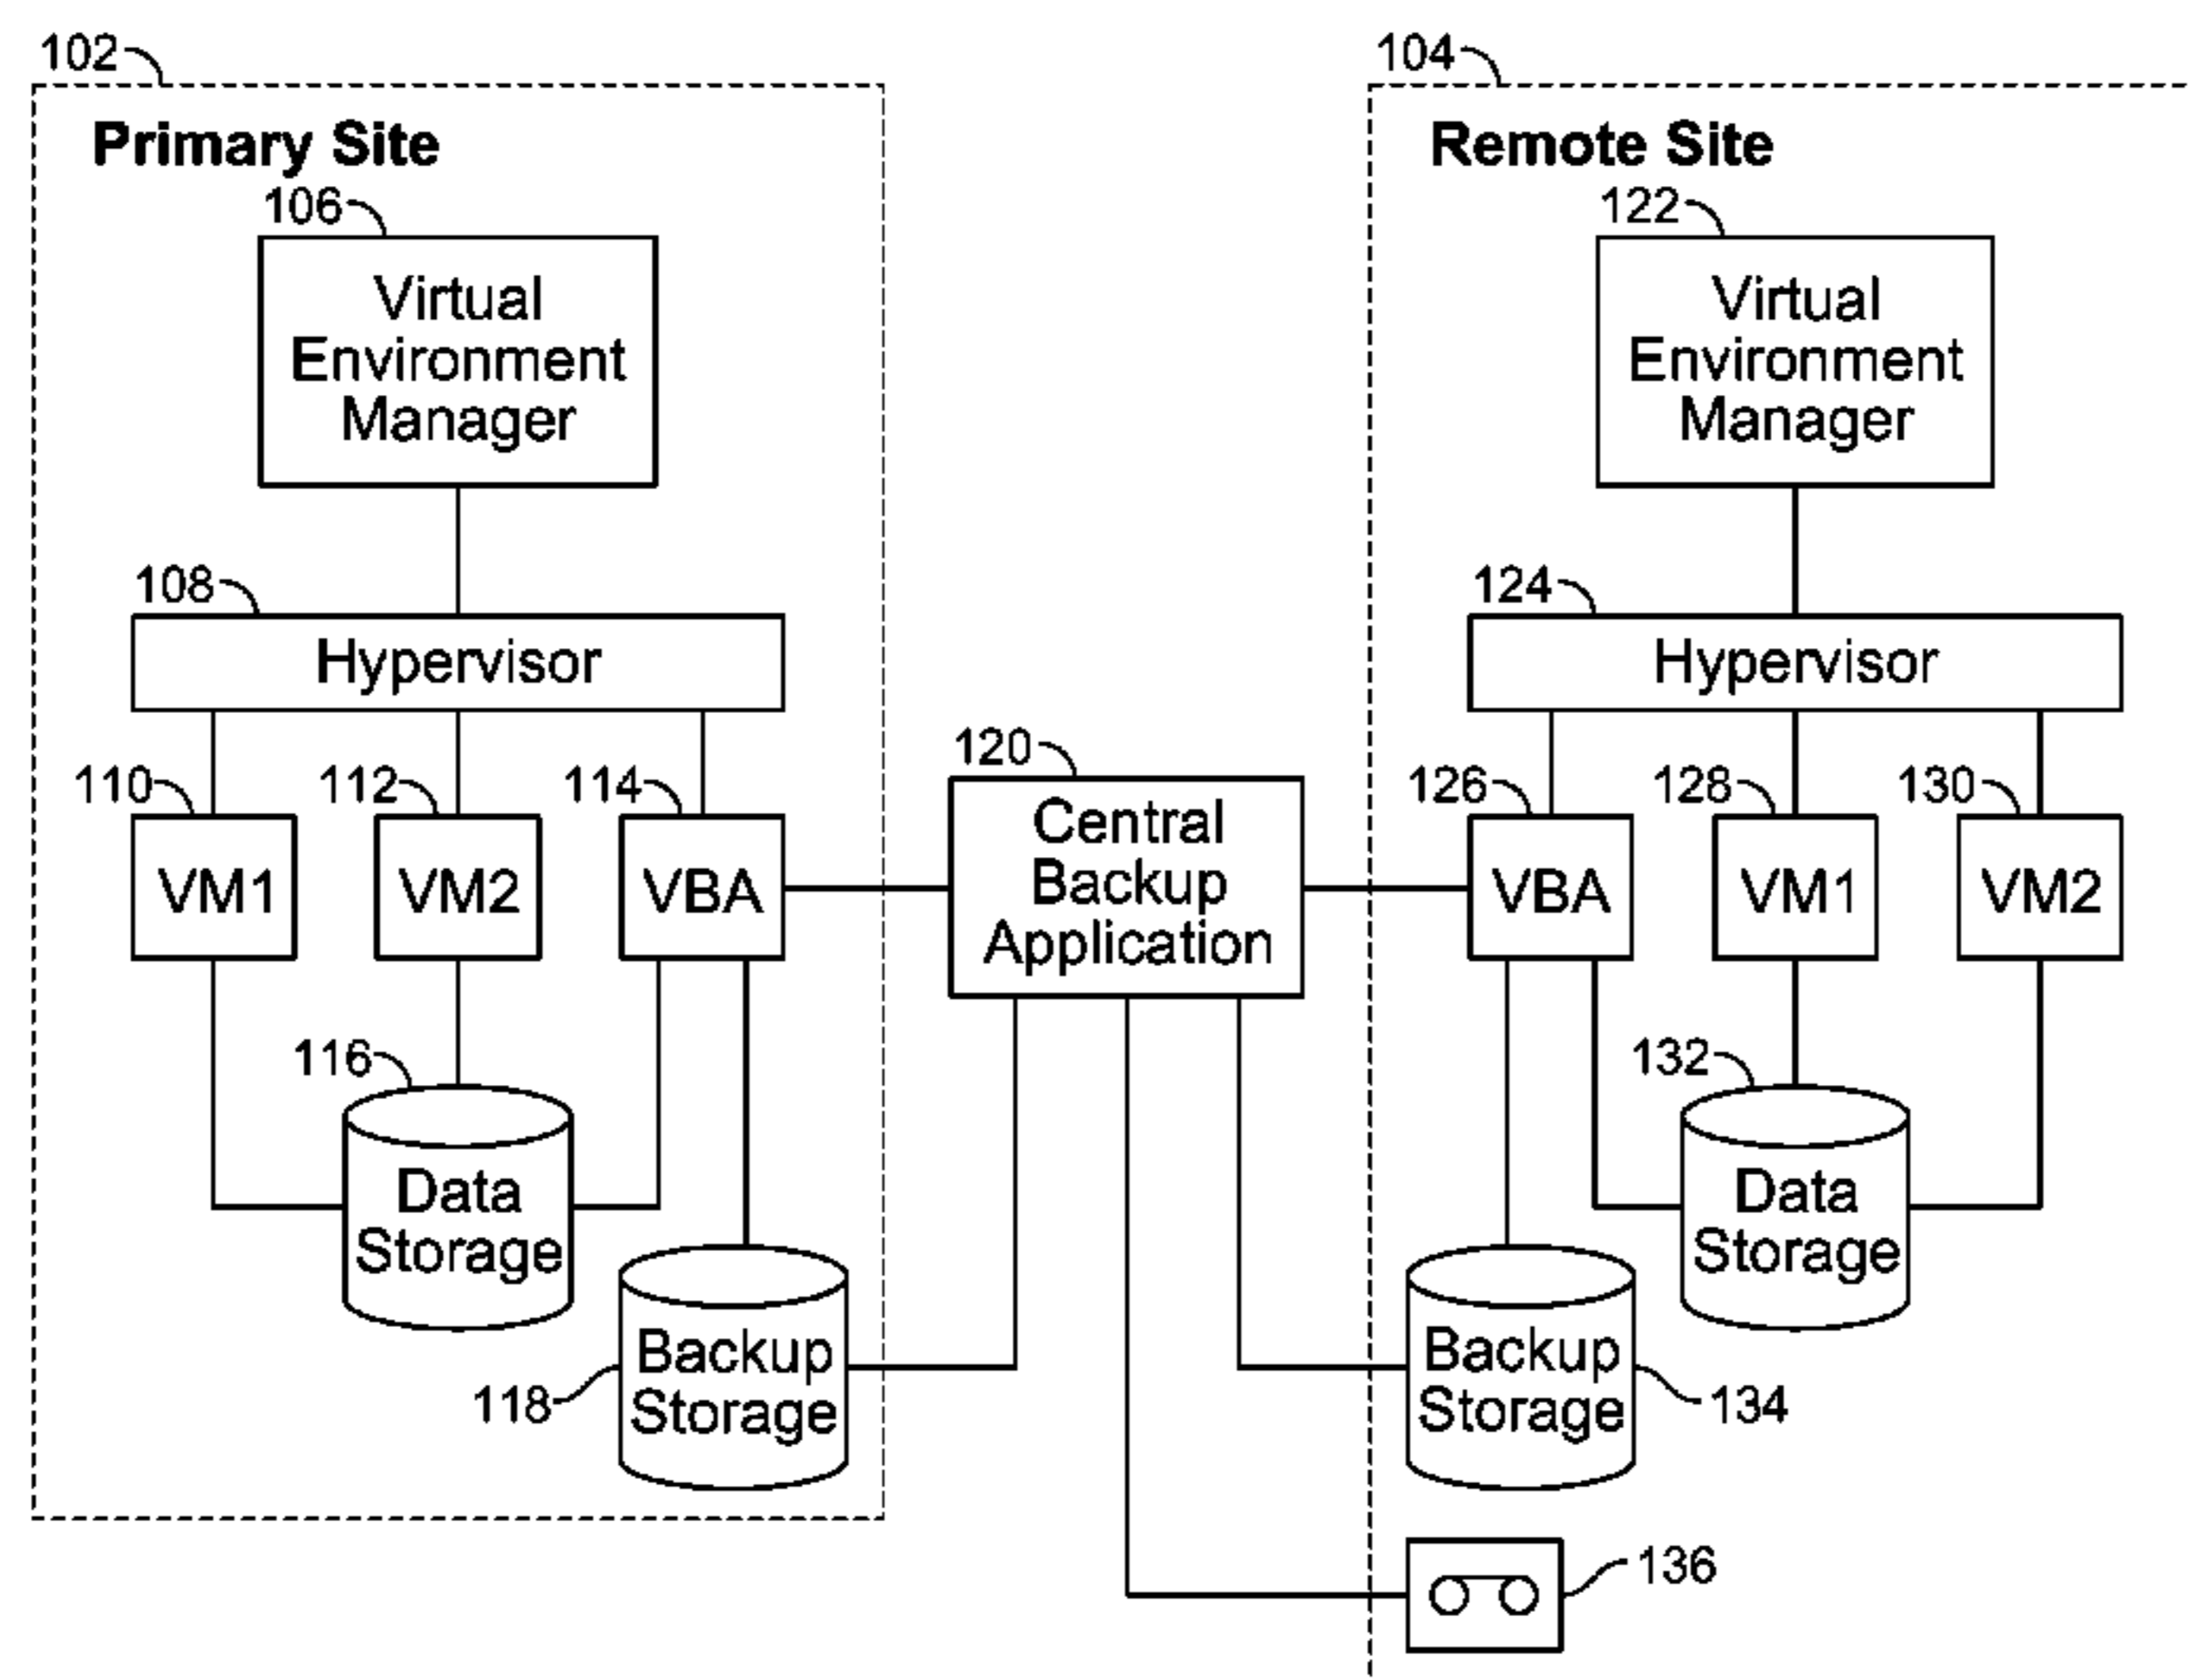 102
Primary Site
106
Virtual
Environment
Manager
108
Hypervisor
110
112
114
VM1
VM2
VBA
116
Data
Storage
118
Backup
Storage
120
Central
Backup
Application
104
Remote Site
122
Virtual
Environment
Manager
124
Hypervisor
126
128
130
VBA
VM1
VM2
132
Data
Storage
Backup
Storage
134
136